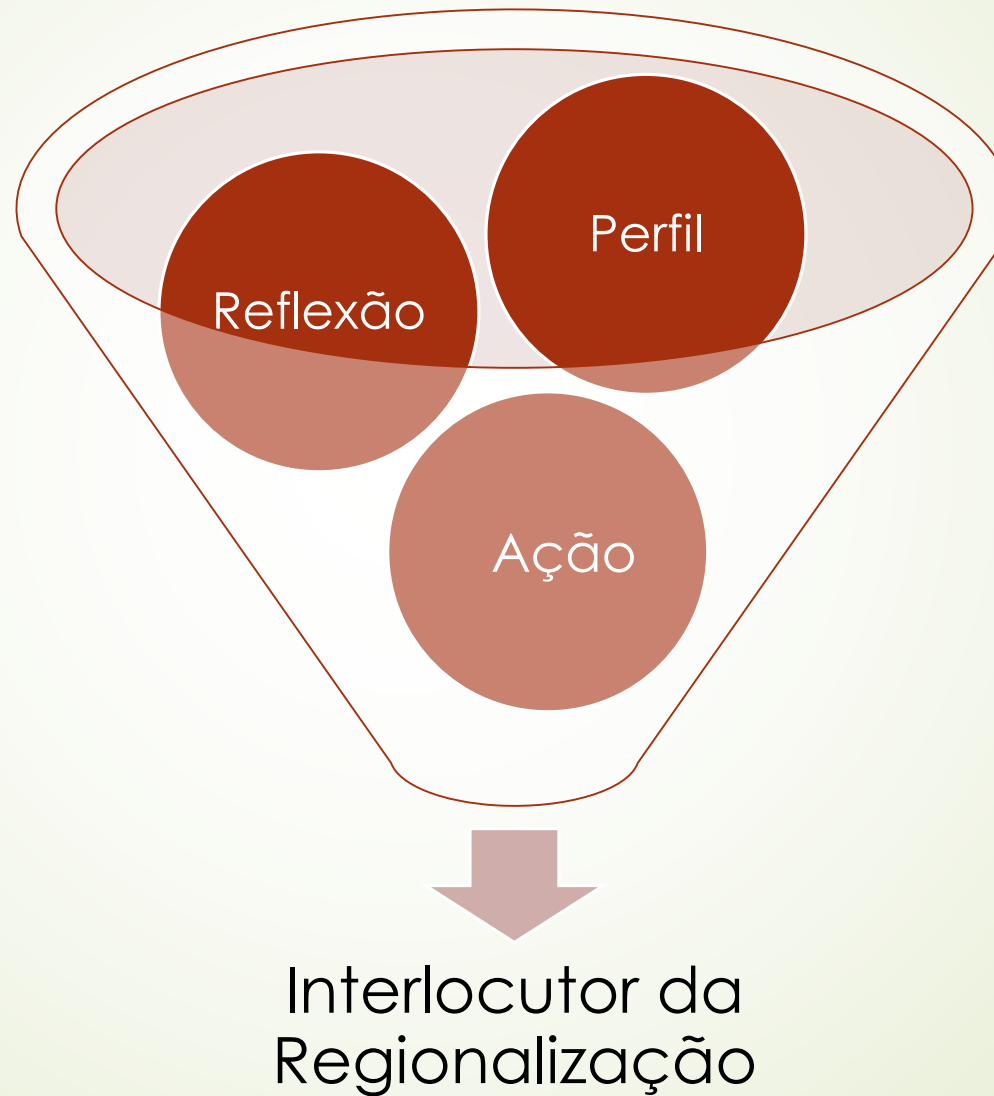 Perfil
Reflexão
Ação
Interlocutor da
Regionalização